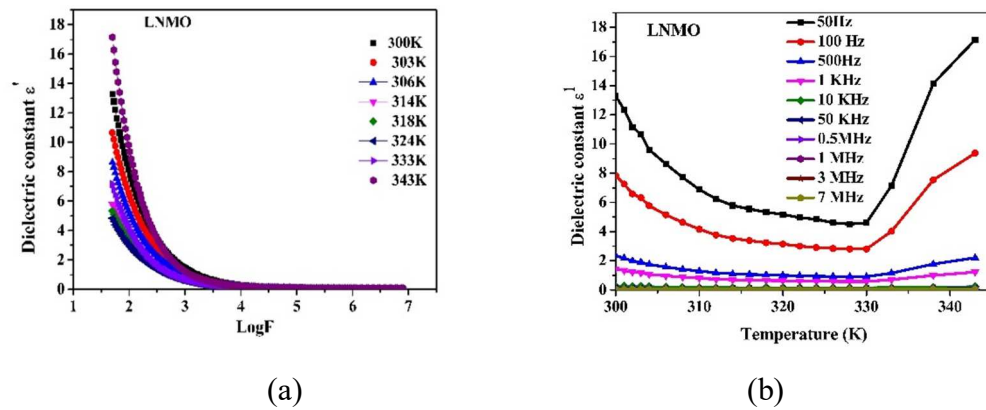 LNMO
300K
303K
306K
314K
318K
324K
333K
343K
18
16
14
12
10
8
6
4
2
0
Dielectric constant ε'
1
2
3
4
5
6
7
LogF
(a)
LNMO
50Hz
100 Hz
500Hz
1 KHz
10 KHz
50 KHz
0.5MHz
1 MHz
3 MHz
7 MHz
18
16
14
12
10
8
6
4
2
0
Dielectric constant ε¹
300
310
320
330
340
Temperature (K)
(b)